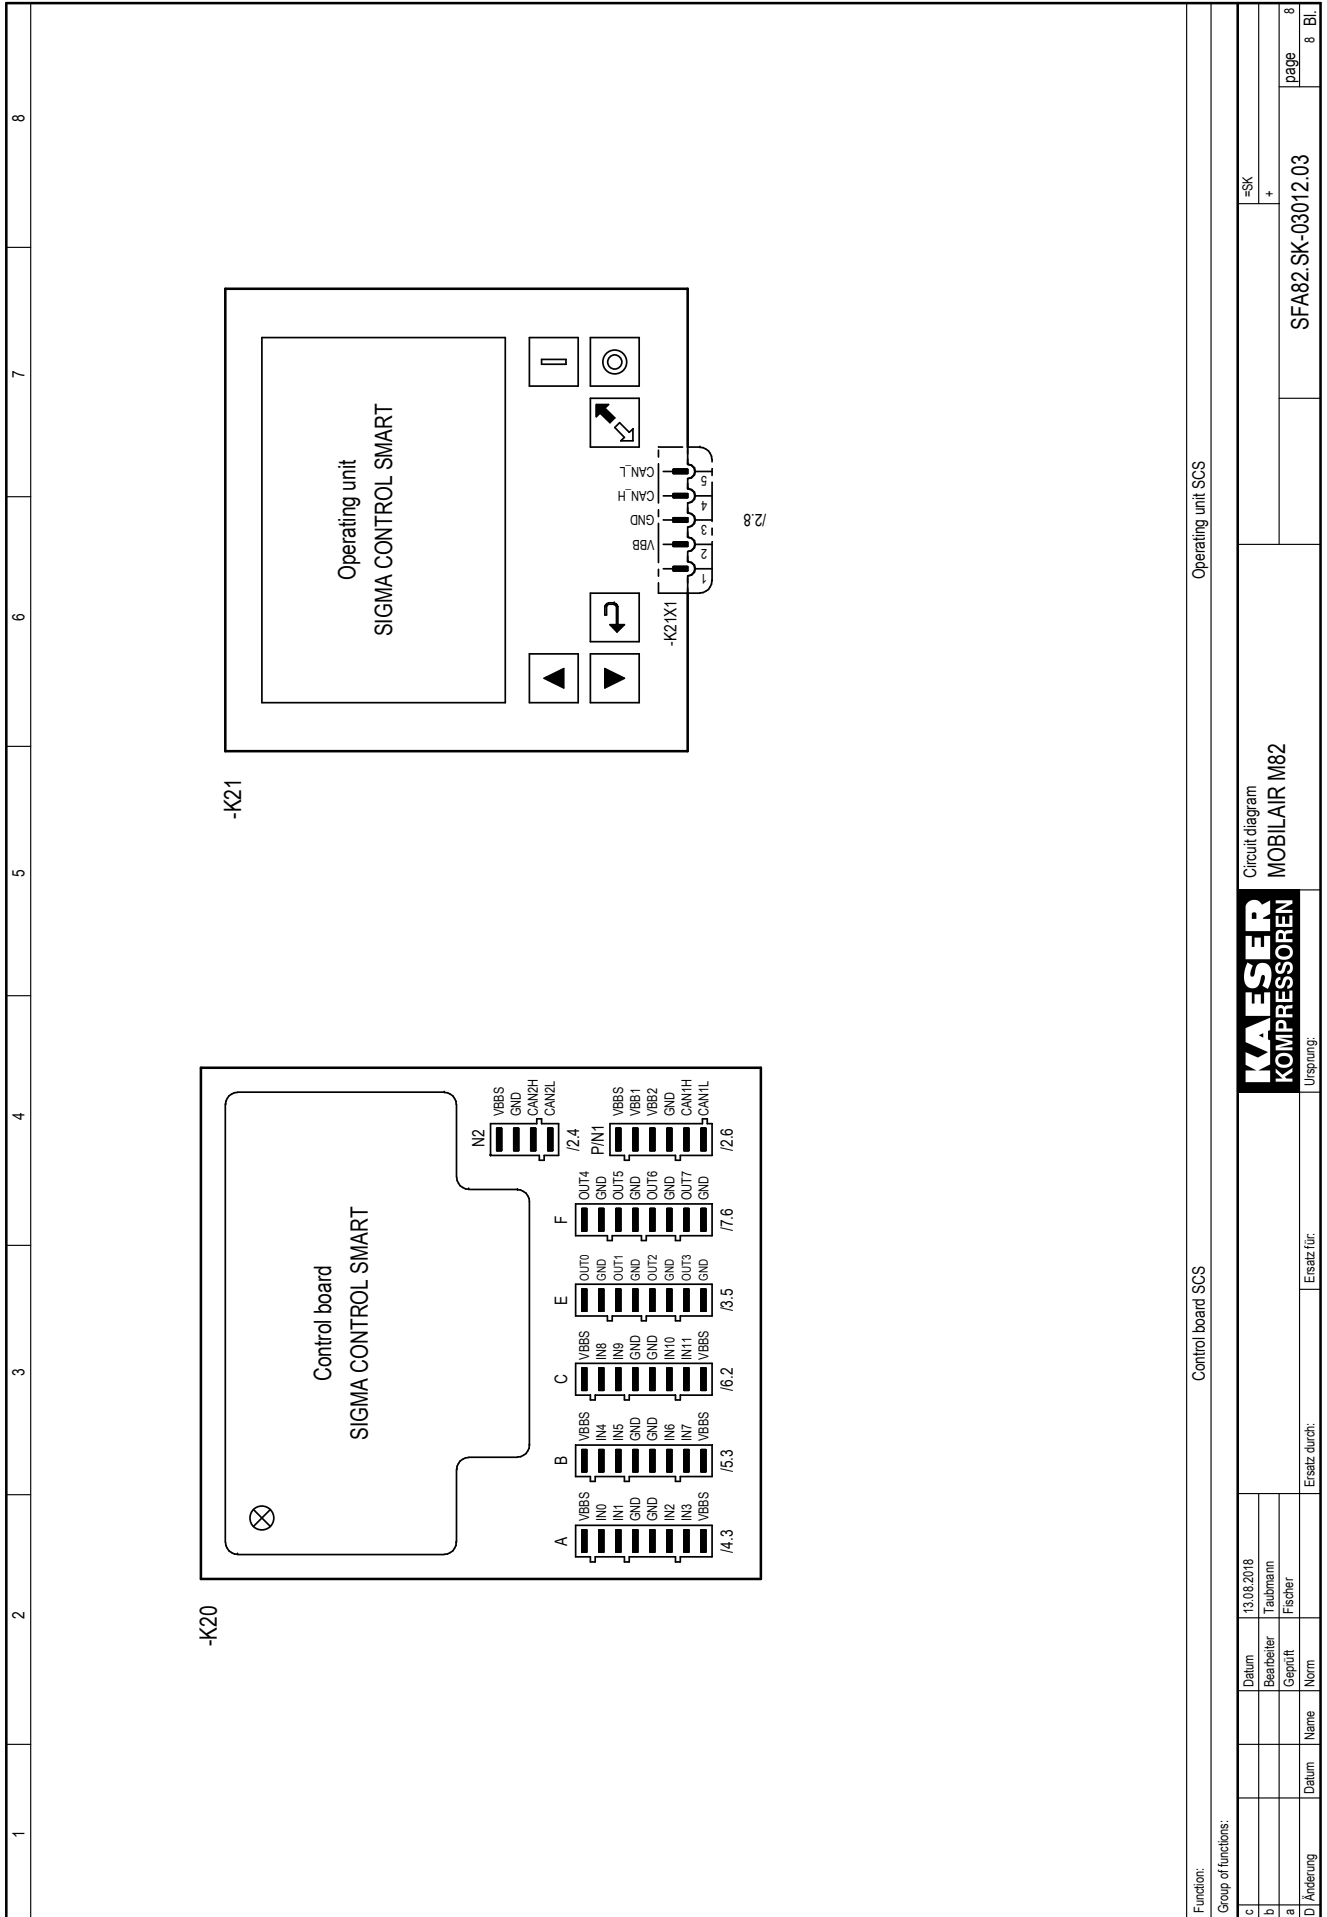 1 2 3 4 5 6 7 8
-K20
Control board
SIGMA CONTROL SMART
A
VBBS
IN0
IN1
GND
GND
IN2
IN3
VBBS
/4.3
B
VBBS
IN4
IN5
GND
GND
IN6
IN7
VBBS
/5.3
C
VBBS
IN8
IN9
GND
GND
IN10
IN11
VBBS
/6.2
E
OUT0
GND
OUT1
GND
OUT2
GND
OUT3
GND
/3.5
F
OUT4
GND
OUT5
GND
OUT6
GND
OUT7
GND
/7.6
N2
VBBS
GND
CAN2H
CAN2L
/2.4
P/N1
VBBS
VBB1
VBB2
GND
CAN1H
CAN1L
/2.6
-K21
Operating unit
SIGMA CONTROL SMART
-K21X1
VBB
GND
CAN_H
CAN_L
1 2 3 4 5
/2.8
Function: Control board SCS Operating unit SCS
Group of functions:
c Datum 13.08.2018
b Bearbeiter Taubmann
a Geprüft Fischer
D Änderung Datum Name Norm Ersatz durch: Ersatz für: Ursprung:
KAESER
KOMPRESSOREN
Circuit diagram
MOBILAIR M82
=SK
+
SFA82.SK-03012.03
page 8
8 Bl.